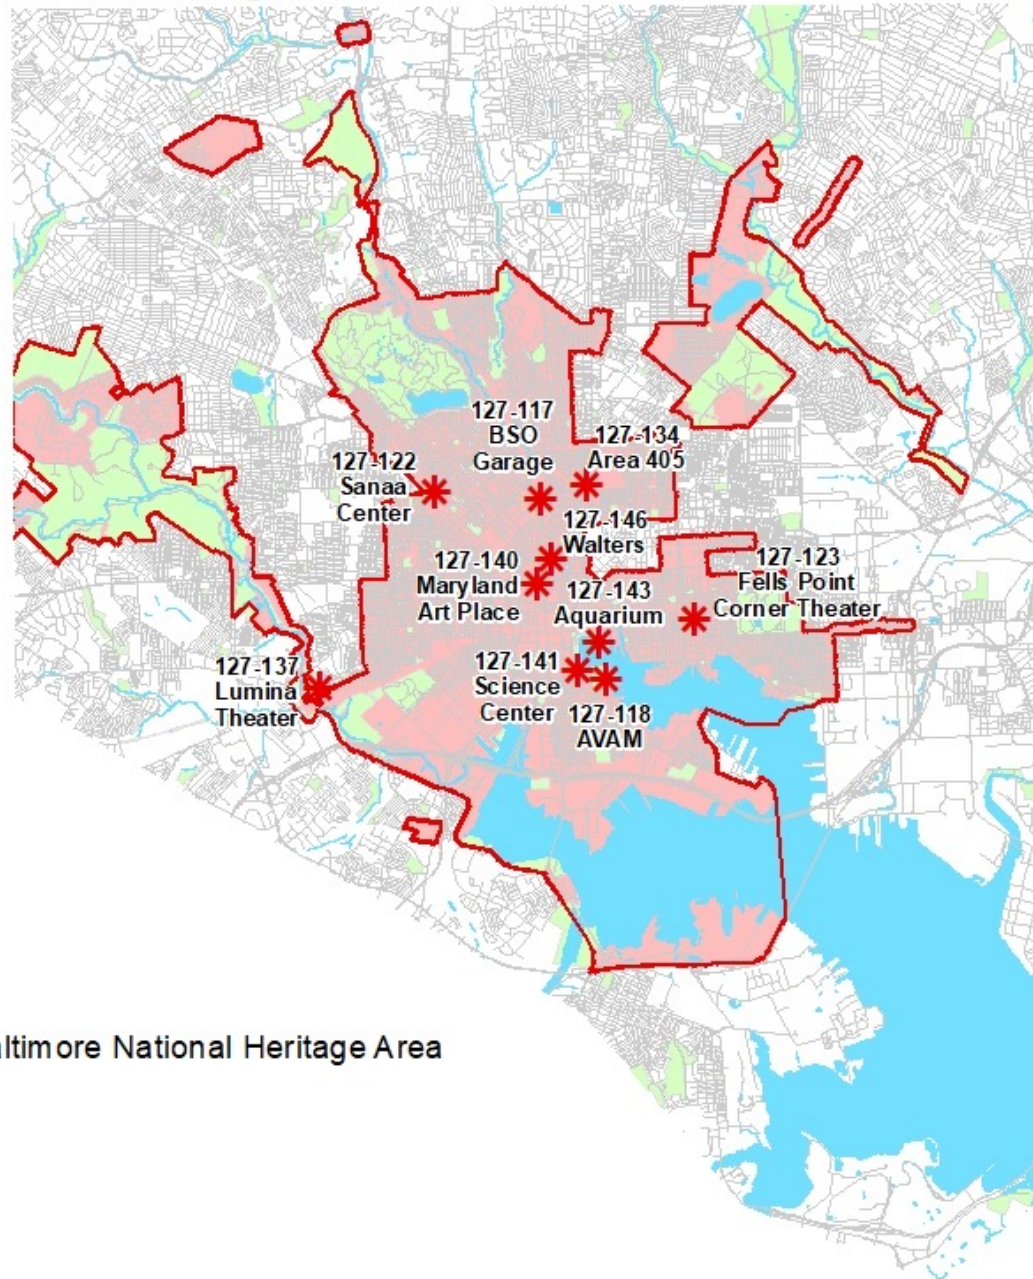 127-117
BSO
Garage
127-134
Area 405
127-122
Sanaa
Center
127-146
Walters
127-140
Maryland
Art Place
127-143
Aquarium
127-123
Fells Point
Corner Theater
127-137
Lumina
Theater
127-141
Science
Center
127-118
AVAM
altimore National Heritage Area